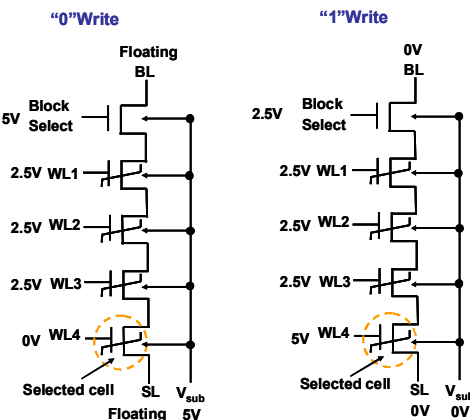 “0”Write
Floating
BL
5V
Block
Select
2.5V WL1
2.5V WL2
2.5V WL3
0V WL4
Selected cell
SL
Floating
Vsub
5V
“1”Write
0V
BL
2.5V
Block
Select
2.5V WL1
2.5V WL2
2.5V WL3
5V WL4
Selected cell
SL
0V
Vsub
0V